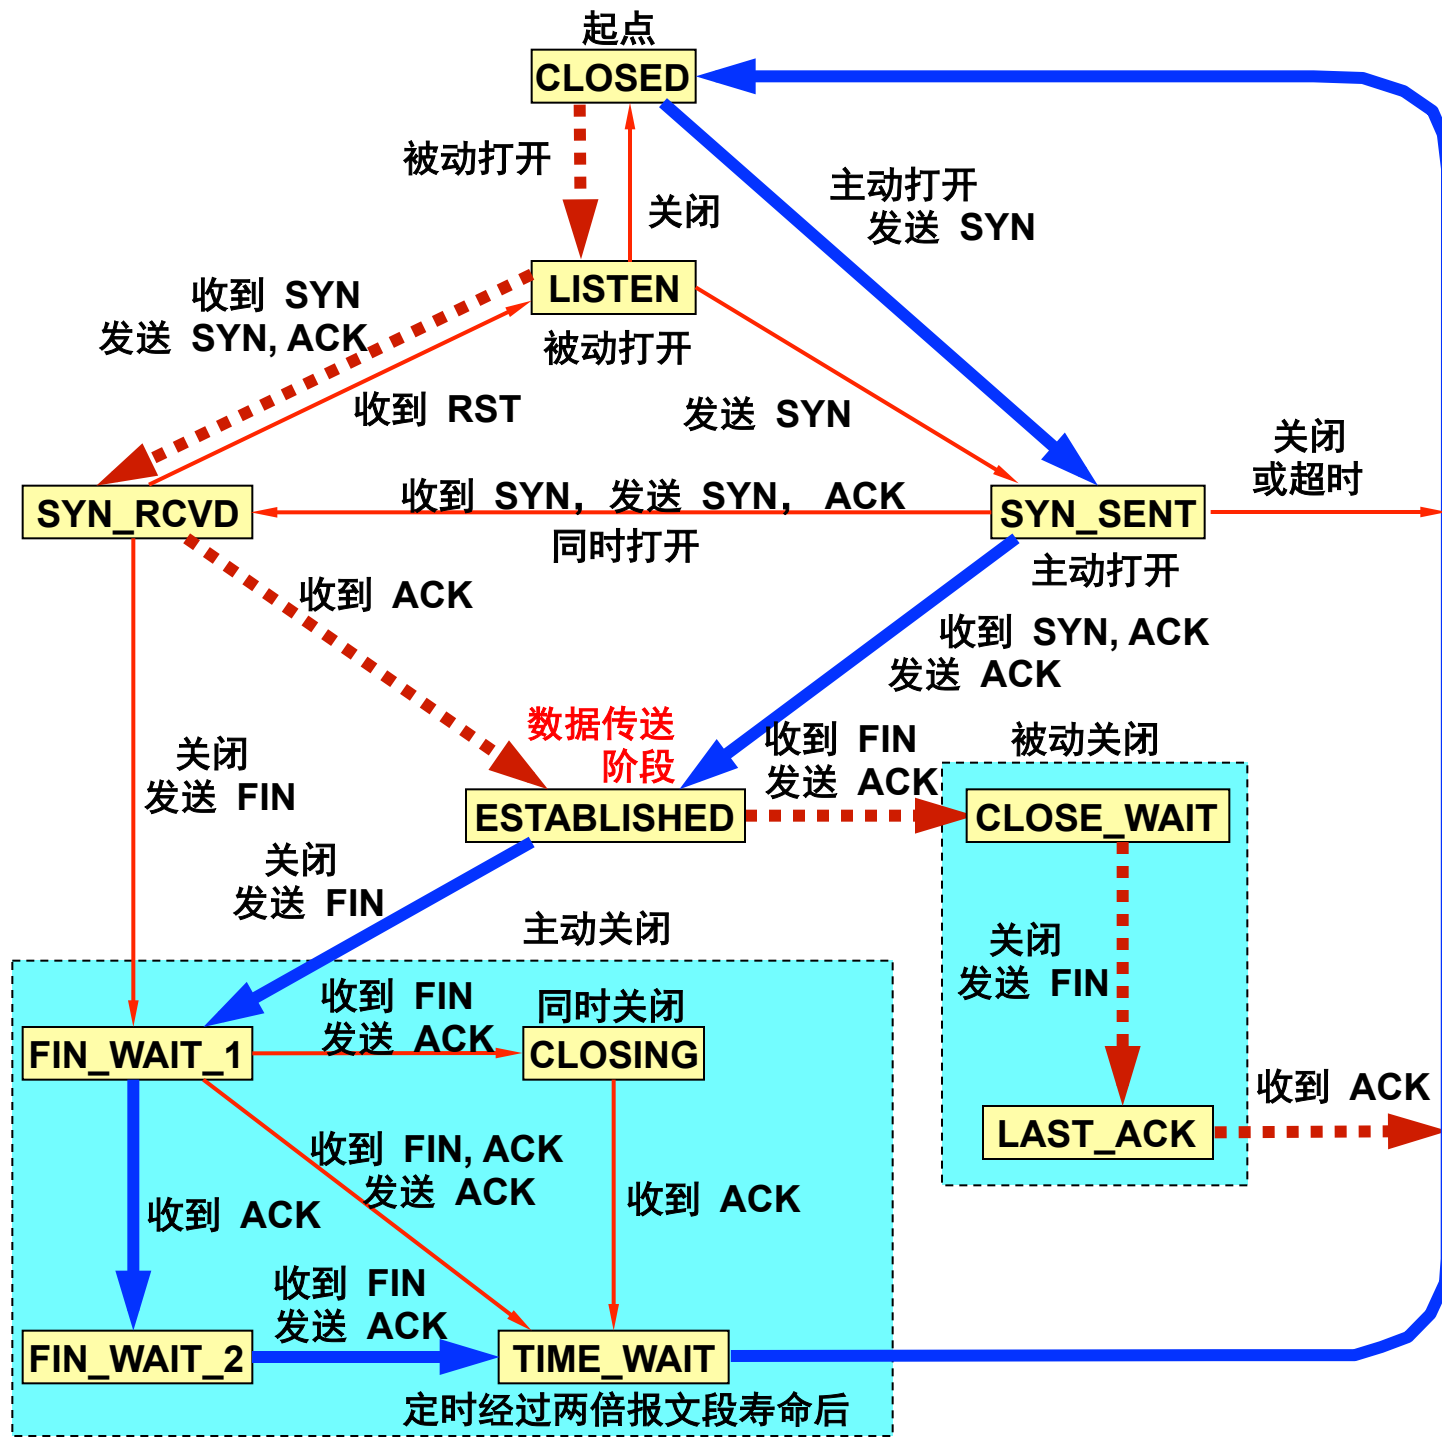 起点
CLOSED
被动打开
关闭
主动打开
发送 SYN
LISTEN
被动打开
收到 SYN
发送 SYN, ACK
收到 RST
发送 SYN
关闭
或超时
SYN_RCVD
收到 SYN，发送 SYN， ACK
同时打开
SYN_SENT
主动打开
收到 ACK
收到 SYN, ACK
发送 ACK
数据传送
阶段
收到 FIN
发送 ACK
被动关闭
关闭
发送 FIN
ESTABLISHED
CLOSE_WAIT
关闭
发送 FIN
主动关闭
关闭
发送 FIN
收到 FIN
发送 ACK
同时关闭
FIN_WAIT_1
CLOSING
LAST_ACK
收到 ACK
收到 FIN, ACK
发送 ACK
收到 ACK
收到 ACK
收到 FIN
发送 ACK
FIN_WAIT_2
TIME_WAIT
定时经过两倍报文段寿命后